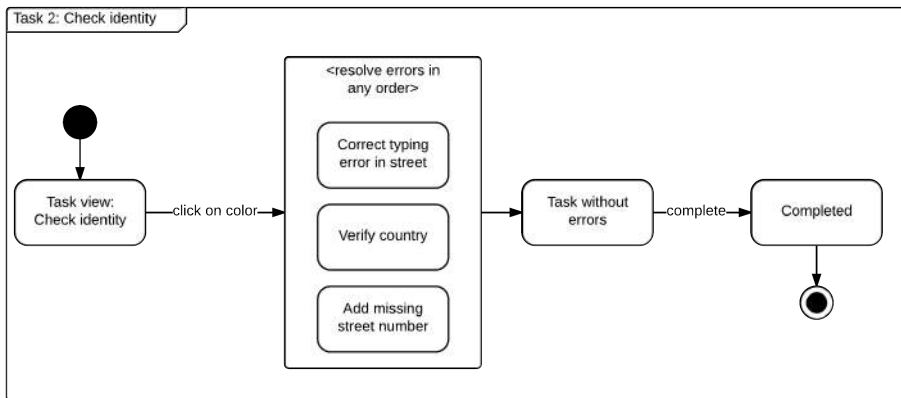 Task 2: Check identity
<resolve errors in
any order>
Correct typing
error in street
Task view:
Check identity
click on color
Verify country
Task without
errors
complete
Completed
Add missing
street number